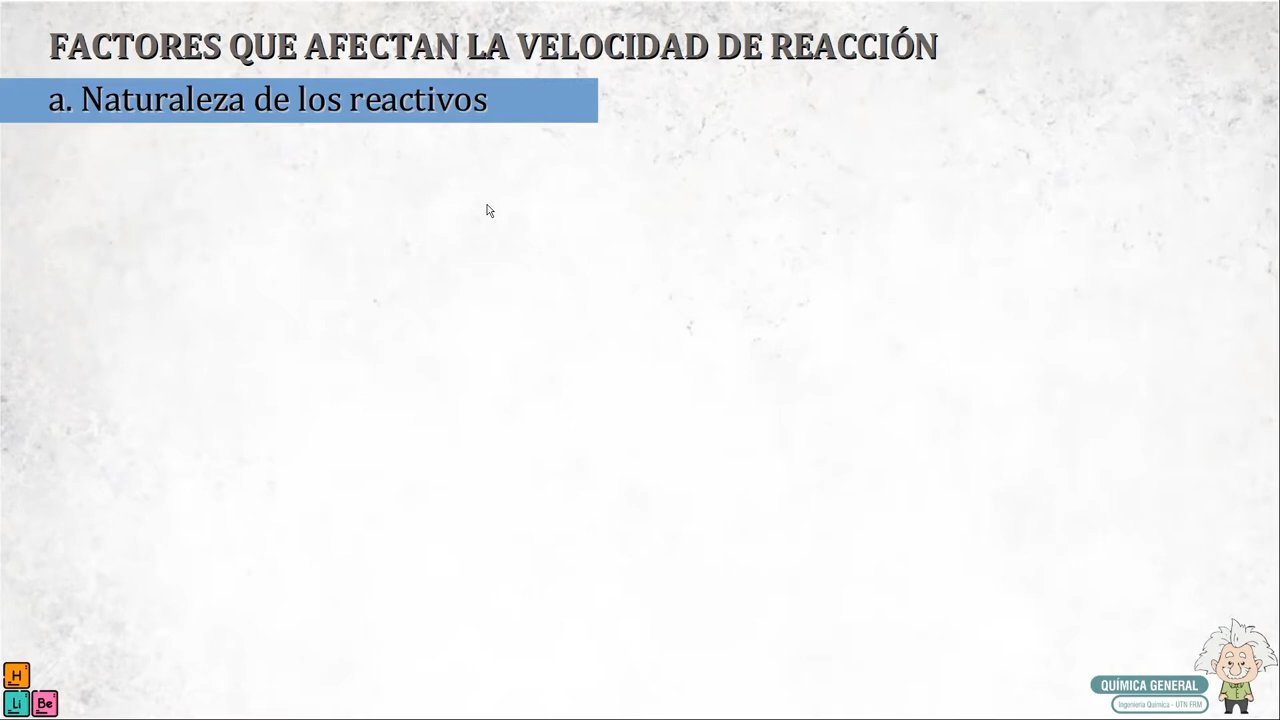 FACTORES QUE AFECTAN LA VELOCIDAD DE REACCIÓN
a. Naturaleza de los reactivos
H
Li Be
QUÍMICA GENERAL
Ingeniería Química - UTN FRM